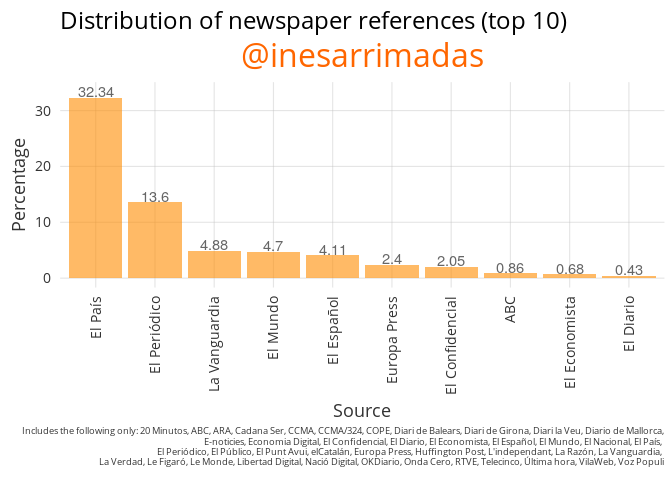 Distribution of newspaper references (top 10)
@inesarrimadas
32.34
13.6
4.88
4.7
4.11
2.4
2.05
0.86
0.68
0.43
30
20
10
0
Percentage
El País
El Periódico
La Vanguardia
El Mundo
El Español
Europa Press
El Confidencial
ABC
El Economista
El Diario
Source
Includes the following only: 20 Minutos, ABC, ARA, Cadana Ser, CCMA, CCMA/324, COPE, Diari de Balears, Diari de Girona, Diari la Veu, Diario de Mallorca,
E-noticies, Economia Digital, El Confidencial, El Diario, El Economista, El Español, El Mundo, El Nacional, El País,
El Periódico, El Público, El Punt Avui, elCatalán, Europa Press, Huffington Post, L'independant, La Razón, La Vanguardia,
La Verdad, Le Figaró, Le Monde, Libertad Digital, Nació Digital, OKDiario, Onda Cero, RTVE, Telecinco, Última hora, VilaWeb, Voz Populi